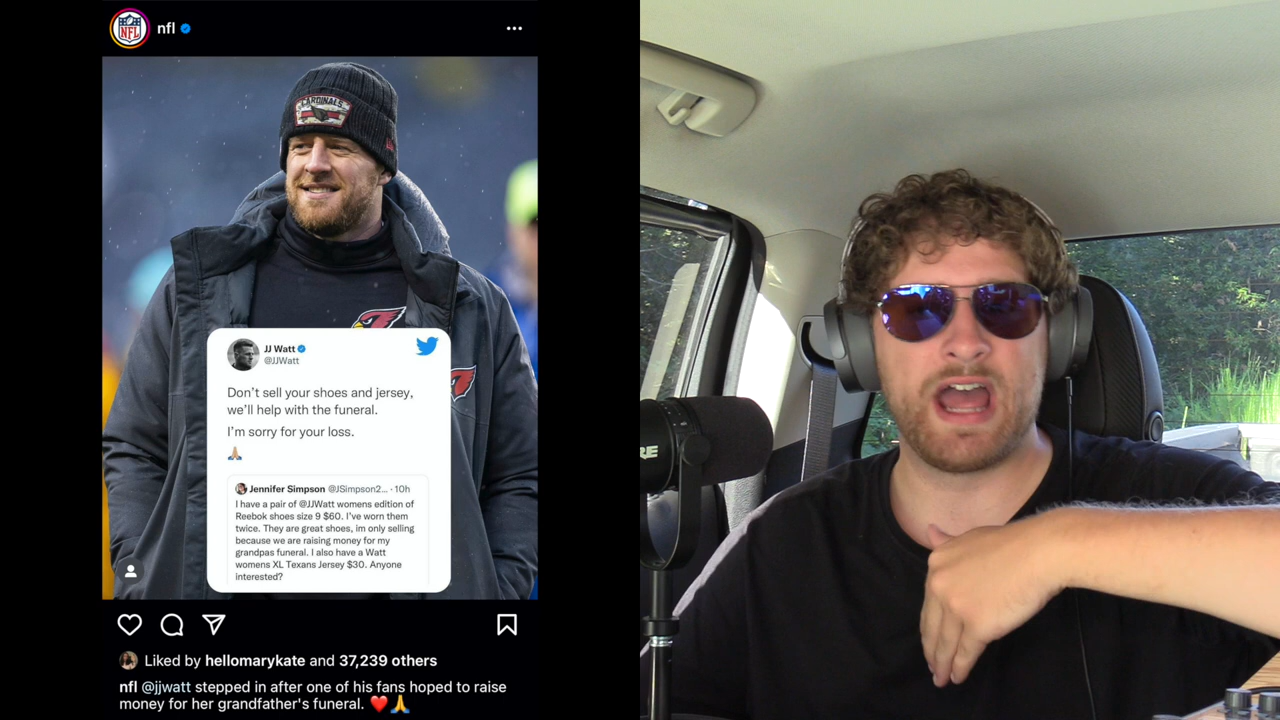 NFL
nfl
CARDINALS
JJ Watt
@JJWatt
Don't sell your shoes and jersey,
we'll help with the funeral.
I'm sorry for your loss.
🙏🏼
Jennifer Simpson @JSimpson2... · 10h
I have a pair of @JJWatt womens edition of
Reebok shoes size 9 $60. I've worn them
twice. They are great shoes, im only selling
because we are raising money for my
grandpas funeral. I also have a Watt
womens XL Texans Jersey $30. Anyone
interested?
Liked by hellomarykate and 37,239 others
nfl @jjwatt stepped in after one of his fans hoped to raise
money for her grandfather's funeral. ❤️🙏
RE